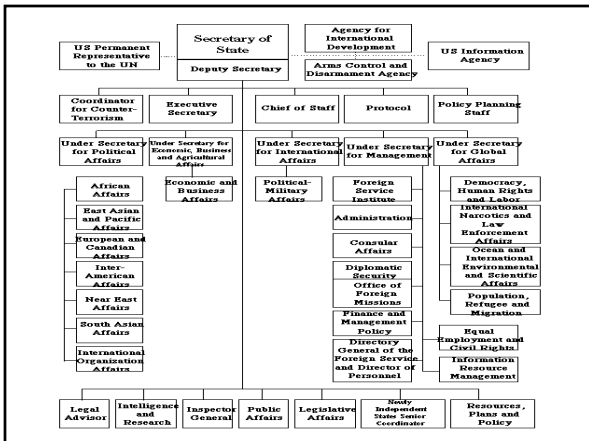 Secretary of
State
Deputy Secretary
US Permanent
Representative
to the UN
Agency for
International
Development
Arms Control and
Disarmament Agency
US Information
Agency
Coordinator
for Counter-
Terrorism
Executive
Secretary
Chief of Staff
Protocol
Policy Planning
Staff
Under Secretary
for Political
Affairs
Under Secretary for
Economic, Business
and Agricultural
Affairs
Under Secretary
for International
Affairs
Under Secretary
for Management
Under Secretary
for Global
Affairs
African
Affairs
East Asian
and Pacific
Affairs
European and
Canadian
Affairs
Inter-
American
Affairs
Near East
Affairs
South Asian
Affairs
International
Organization
Affairs
Economic and
Business Affairs
Political-
Military Affairs
Foreign
Service
Institute
Administration
Consular
Affairs
Diplomatic
Security
Office of
Foreign
Missions
Finance and
Management
Policy
Directory
General of the
Foreign Service
and Director of
Personnel
Democracy,
Human Rights
and Labor
International
Narcotics and
Law
Enforcement
Affairs
Ocean and
International
Environmental
and Scientific
Affairs
Population,
Refugee and
Migration
Equal
Employment and
Civil Rights
Information
Resource
Management
Legal
Advisor
Intelligence
and
Research
Inspector
General
Public
Affairs
Legislative
Affairs
Newly
Independent
States Senior
Coordinator
Resources,
Plans and
Policy